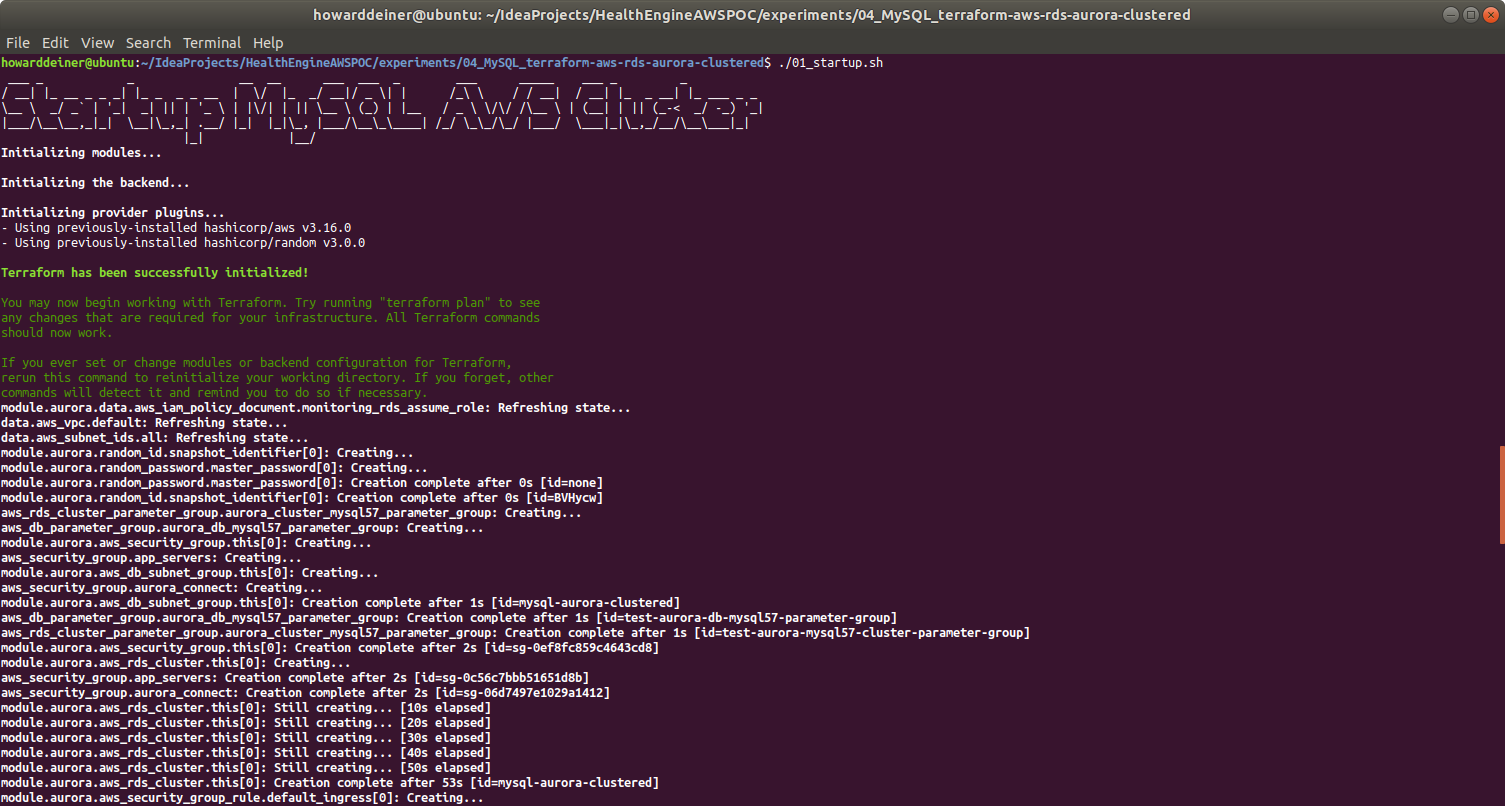 howarddeiner@ubuntu: ~/IdeaProjects/HealthEngineAWSPOC/experiments/04_MySQL_terraform-aws-rds-aurora-clustered
File Edit View Search Terminal Help
howarddeiner@ubuntu:~/IdeaProjects/HealthEngineAWSPOC/experiments/04_MySQL_terraform-aws-rds-aurora-clustered$ ./01_startup.sh
Startup MySQL AWS Cluster
Initializing modules...
Initializing the backend...
Initializing provider plugins...
- Using previously-installed hashicorp/aws v3.16.0
- Using previously-installed hashicorp/random v3.0.0
Terraform has been successfully initialized!
You may now begin working with Terraform. Try running "terraform plan" to see
any changes that are required for your infrastructure. All Terraform commands
should now work.
If you ever set or change modules or backend configuration for Terraform,
rerun this command to reinitialize your working directory. If you forget, other
commands will detect it and remind you to do so if necessary.
module.aurora.data.aws_iam_policy_document.monitoring_rds_assume_role: Refreshing state...
data.aws_vpc.default: Refreshing state...
data.aws_subnet_ids.all: Refreshing state...
module.aurora.random_id.snapshot_identifier[0]: Creating...
module.aurora.random_password.master_password[0]: Creating...
module.aurora.random_password.master_password[0]: Creation complete after 0s [id=none]
module.aurora.random_id.snapshot_identifier[0]: Creation complete after 0s [id=BVHycw]
aws_rds_cluster_parameter_group.aurora_cluster_mysql57_parameter_group: Creating...
aws_db_parameter_group.aurora_db_mysql57_parameter_group: Creating...
module.aurora.aws_security_group.this[0]: Creating...
aws_security_group.app_servers: Creating...
module.aurora.aws_db_subnet_group.this[0]: Creating...
aws_security_group.aurora_connect: Creating...
module.aurora.aws_db_subnet_group.this[0]: Creation complete after 1s [id=mysql-aurora-clustered]
aws_db_parameter_group.aurora_db_mysql57_parameter_group: Creation complete after 1s [id=test-aurora-db-mysql57-parameter-group]
aws_rds_cluster_parameter_group.aurora_cluster_mysql57_parameter_group: Creation complete after 1s [id=test-aurora-mysql57-cluster-parameter-group]
module.aurora.aws_security_group.this[0]: Creation complete after 2s [id=sg-0ef8fc859c4643cd8]
module.aurora.aws_rds_cluster.this[0]: Creating...
aws_security_group.app_servers: Creation complete after 2s [id=sg-0c56c7bbb51651d8b]
aws_security_group.aurora_connect: Creation complete after 2s [id=sg-06d7497e1029a1412]
module.aurora.aws_rds_cluster.this[0]: Still creating... [10s elapsed]
module.aurora.aws_rds_cluster.this[0]: Still creating... [20s elapsed]
module.aurora.aws_rds_cluster.this[0]: Still creating... [30s elapsed]
module.aurora.aws_rds_cluster.this[0]: Still creating... [40s elapsed]
module.aurora.aws_rds_cluster.this[0]: Still creating... [50s elapsed]
module.aurora.aws_rds_cluster.this[0]: Creation complete after 53s [id=mysql-aurora-clustered]
module.aurora.aws_security_group_rule.default_ingress[0]: Creating...